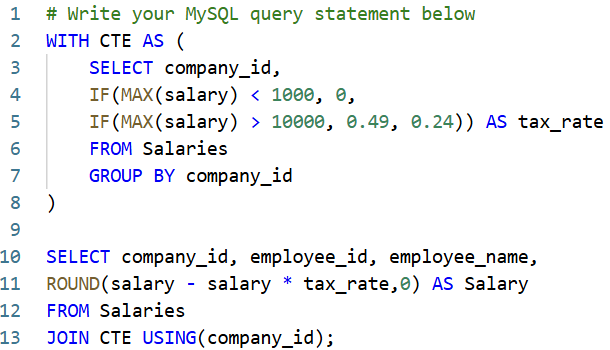 1 # Write your MySQL query statement below
2 WITH CTE AS (
3     SELECT company_id,
4     IF(MAX(salary) < 1000, 0,
5     IF(MAX(salary) > 10000, 0.49, 0.24)) AS tax_rate
6     FROM Salaries
7     GROUP BY company_id
8 )
9
10 SELECT company_id, employee_id, employee_name,
11 ROUND(salary - salary * tax_rate,0) AS Salary
12 FROM Salaries
13 JOIN CTE USING(company_id);